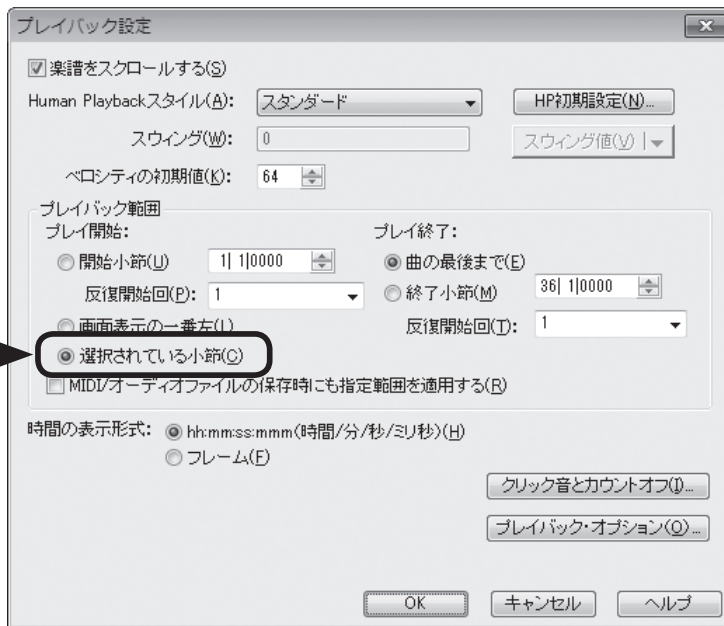 プレイバック設定
楽譜をスクロールする(S)
Human Playbackスタイル(A): スタンダード HP初期設定(N)...
スウィング(W): 0 スウィング値(V)
ベロシティの初期値(K): 64
プレイバック範囲
プレイ開始: プレイ終了:
開始小節(U) 1| 1|0000 曲の最後まで(E)
反復開始回(P): 1 終了小節(M) 36| 1|0000
画面表示の一番左(L) 反復開始回(T): 1
選択されている小節(C)
MIDI/オーディオファイルの保存時にも指定範囲を適用する(R)
時間の表示形式: hh:mm:ss:mmm(時間/分/秒/ミリ秒)(H)
フレーム(F)
クリック音とカウントオフ(I)...
プレイバック・オプション(O)...
OK キャンセル ヘルプ